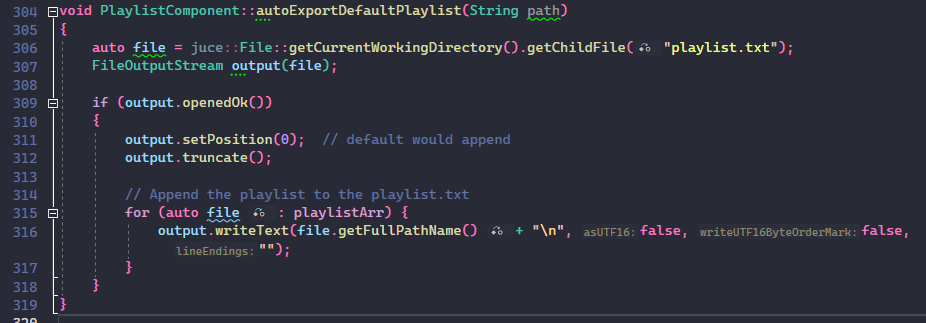 304 void PlaylistComponent::autoExportDefaultPlaylist(String path)
305 {
306 auto file = juce::File::getCurrentWorkingDirectory().getChildFile( "playlist.txt");
307 FileOutputStream output(file);
308
309 if (output.openedOk())
310 {
311 output.setPosition(0); // default would append
312 output.truncate();
313
314 // Append the playlist to the playlist.txt
315 for (auto file : playlistArr) {
316 output.writeText(file.getFullPathName() + "\n", asUTF16: false, writeUTF16ByteOrderMark: false,
lineEndings: "");
317 }
318 }
319 }
320